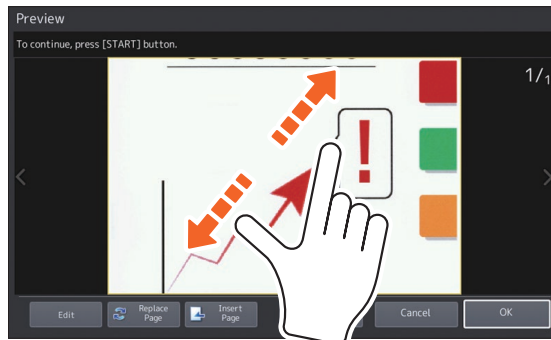 Preview
To continue, press [START] button.
1/1
!
Edit
Replace
Page
Insert
Page
Cancel
OK